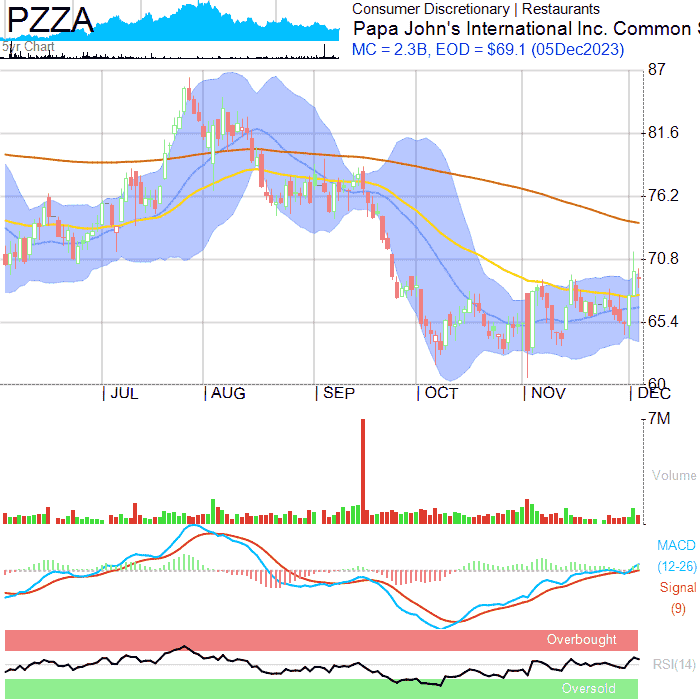 PZZA
5yr Chart
Consumer Discretionary | Restaurants
Papa John's International Inc. Common S
MC = 2.3B, EOD = $69.1 (05Dec2023)
87
81.6
76.2
70.8
65.4
60
JUL AUG SEP OCT NOV DEC
7M
Volume
MACD
(12-26)
Signal
(9)
Overbought
RSI(14)
Oversold